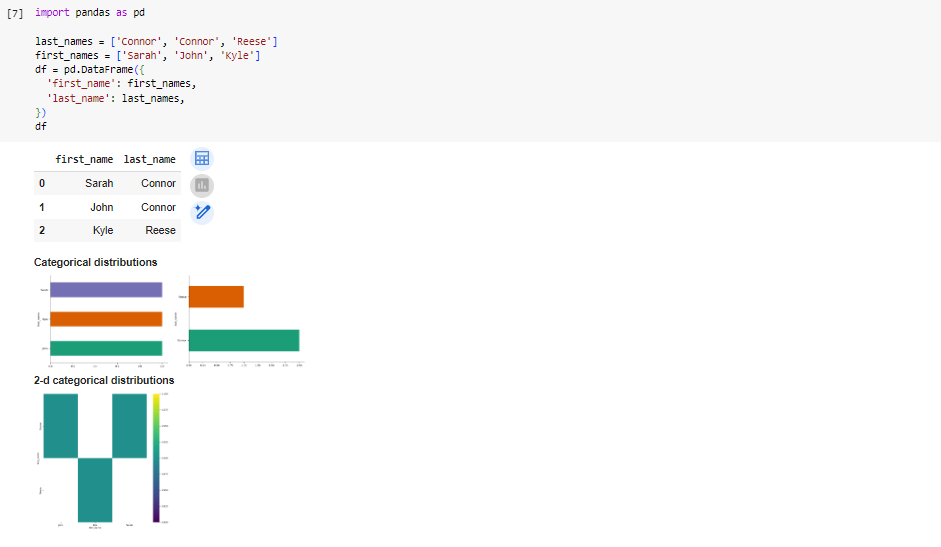 [7] import pandas as pd
last_names = ['Connor', 'Connor', 'Reese']
first_names = ['Sarah', 'John', 'Kyle']
df = pd.DataFrame({
'first_name': first_names,
'last_name': last_names,
})
df
first_name last_name
0 Sarah Connor
1 John Connor
2 Kyle Reese
Categorical distributions
2-d categorical distributions